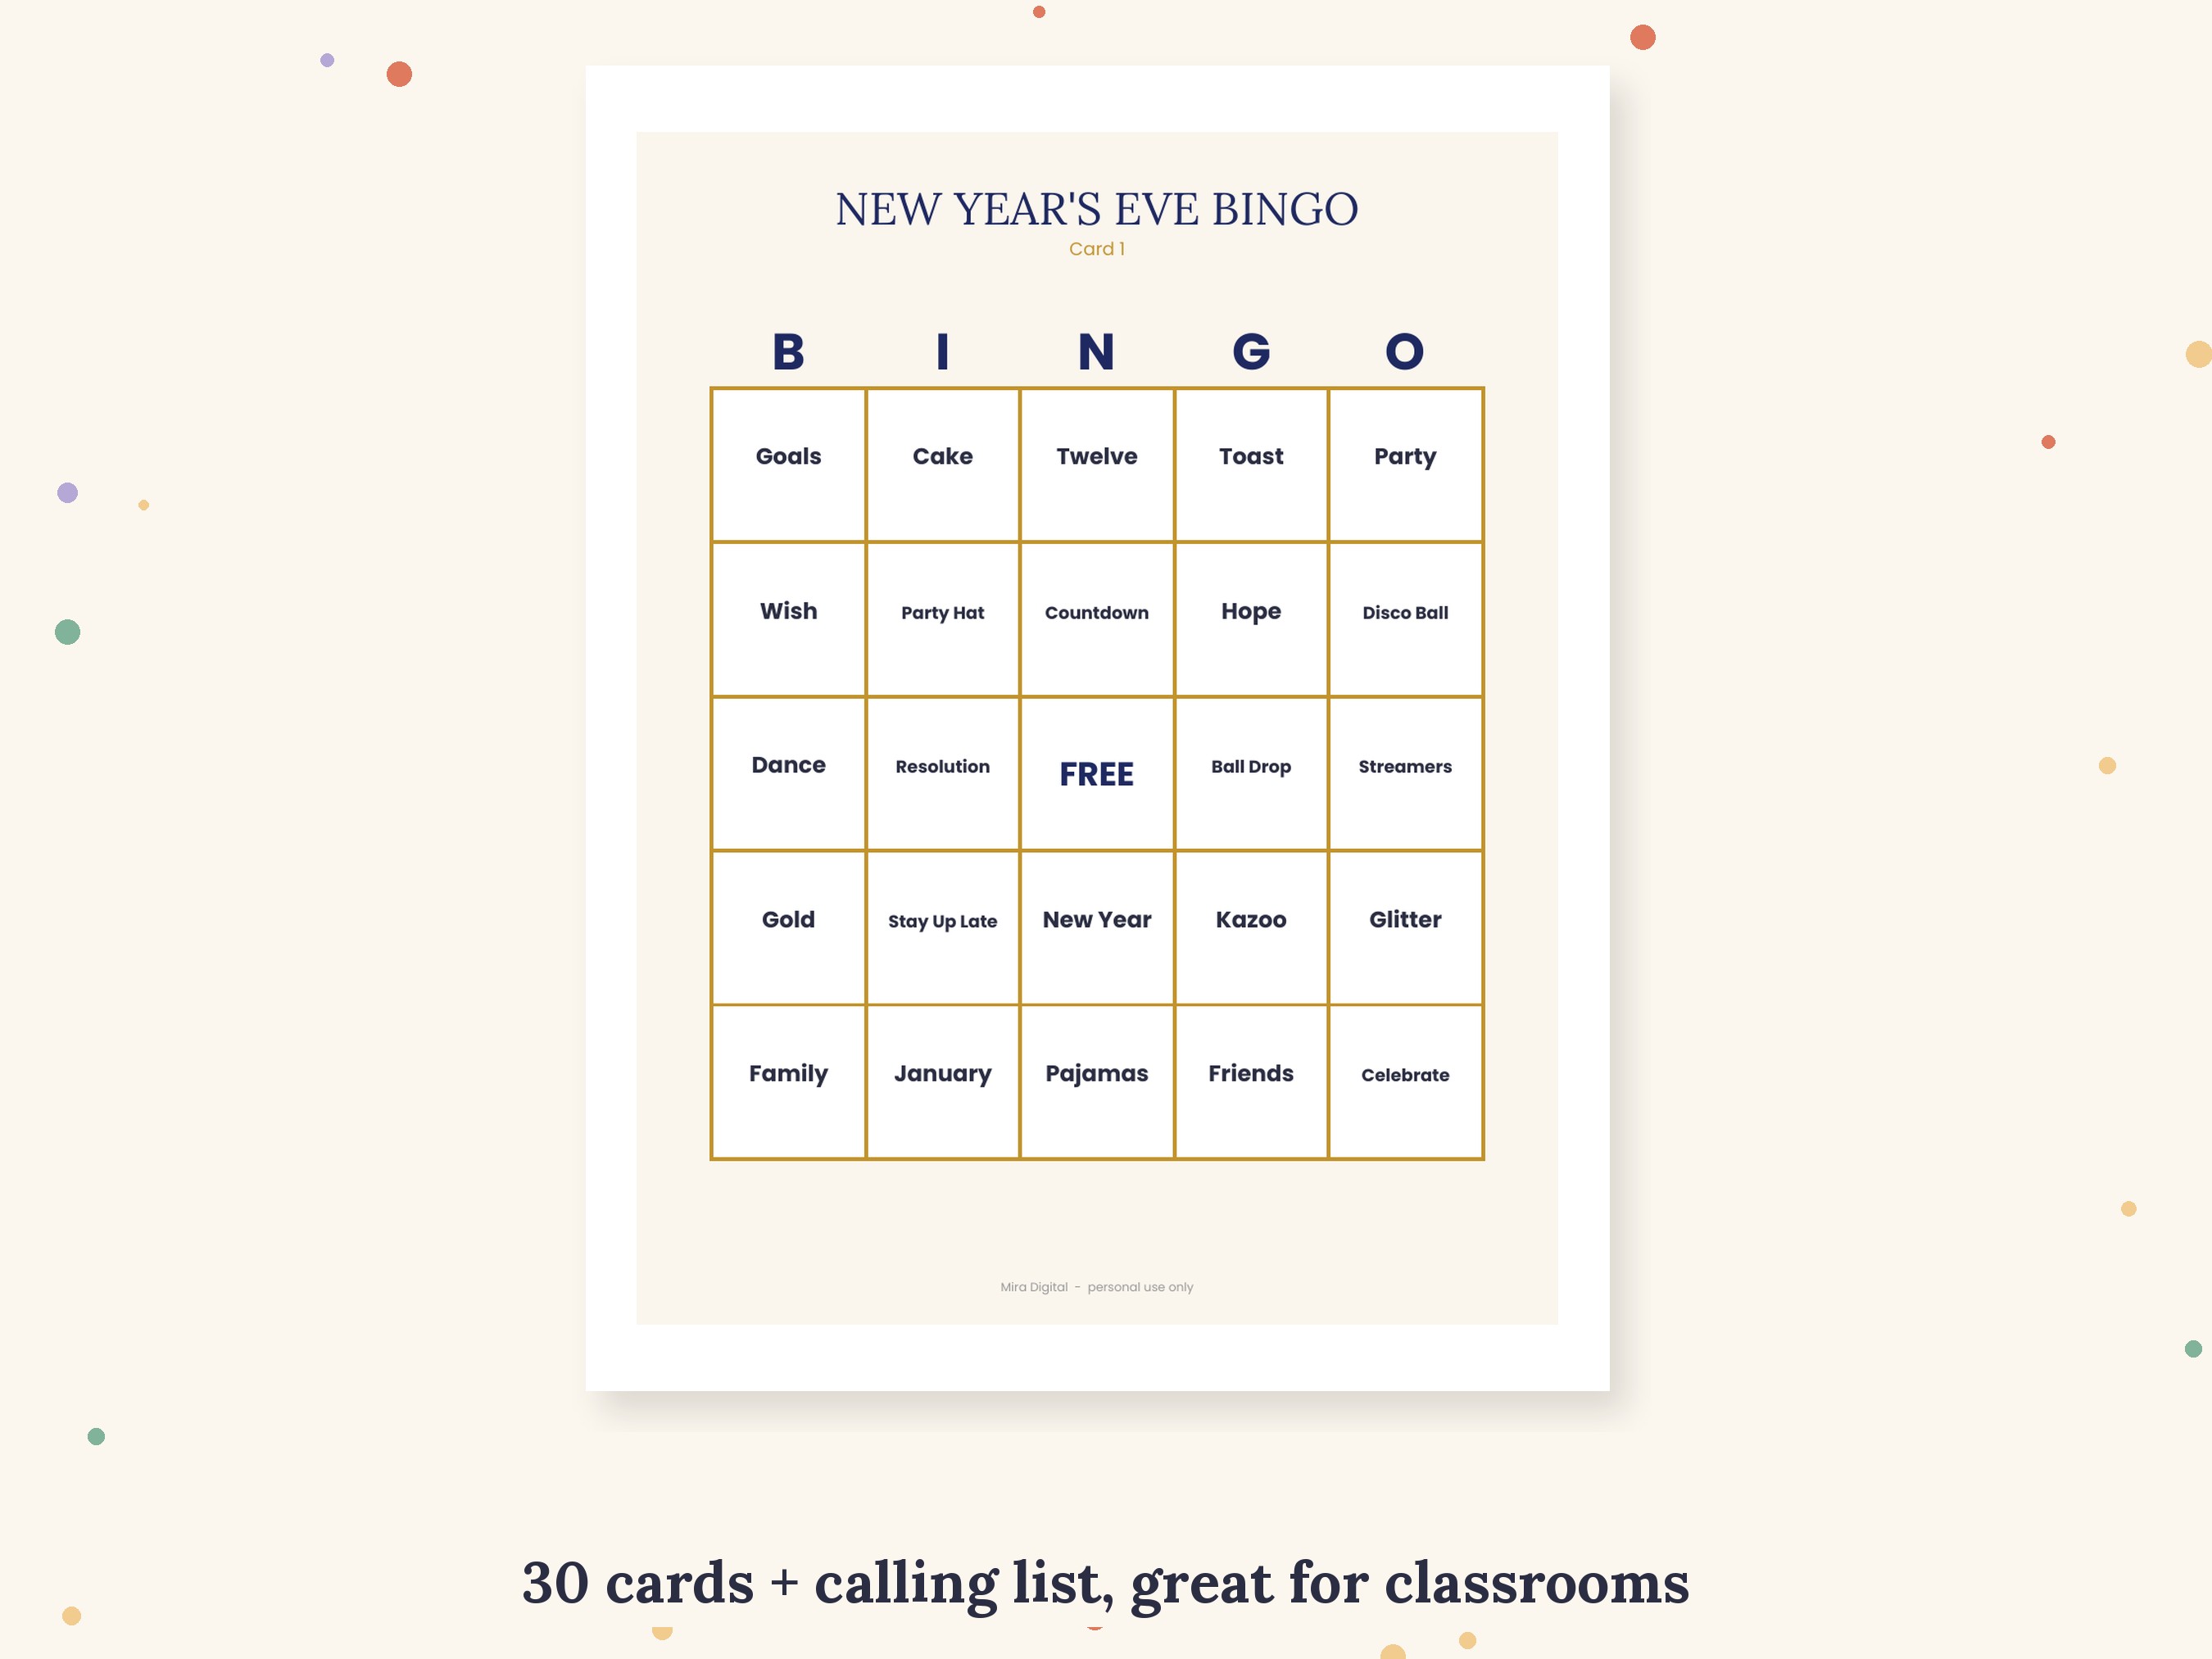 NEW YEAR'S EVE BINGO
Card 1
B I N G O
Goals Cake Twelve Toast Party
Wish Party Hat Countdown Hope Disco Ball
Dance Resolution FREE Ball Drop Streamers
Gold Stay Up Late New Year Kazoo Glitter
Family January Pajamas Friends Celebrate
Mira Digital - personal use only
30 cards + calling list, great for classrooms